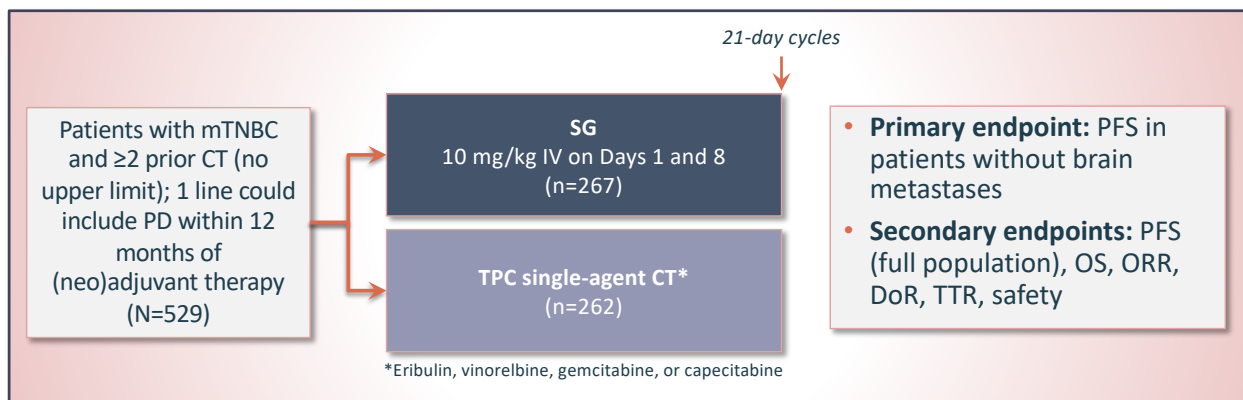 21-day cycles
Patients with mTNBC
and ≥2 prior CT (no
upper limit); 1 line could
include PD within 12
months of
(neo)adjuvant therapy
(N=529)
SG
10 mg/kg IV on Days 1 and 8
(n=267)
TPC single-agent CT*
(n=262)
*Eribulin, vinorelbine, gemcitabine, or capecitabine
• Primary endpoint: PFS in
patients without brain
metastases
• Secondary endpoints: PFS
(full population), OS, ORR,
DoR, TTR, safety